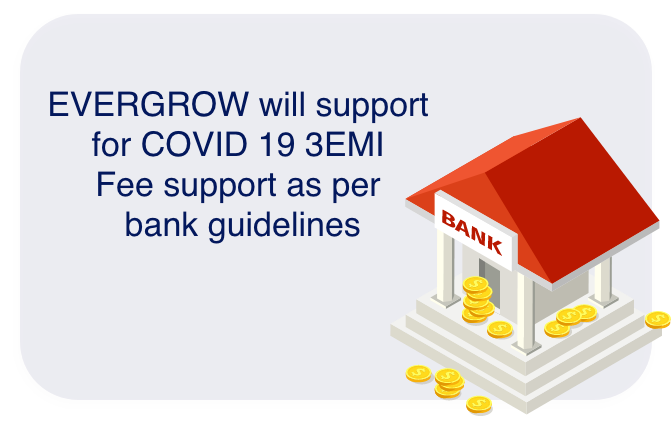 EVERGROW will support
for COVID 19 3EMI
Fee support as per
bank guidelines
BANK